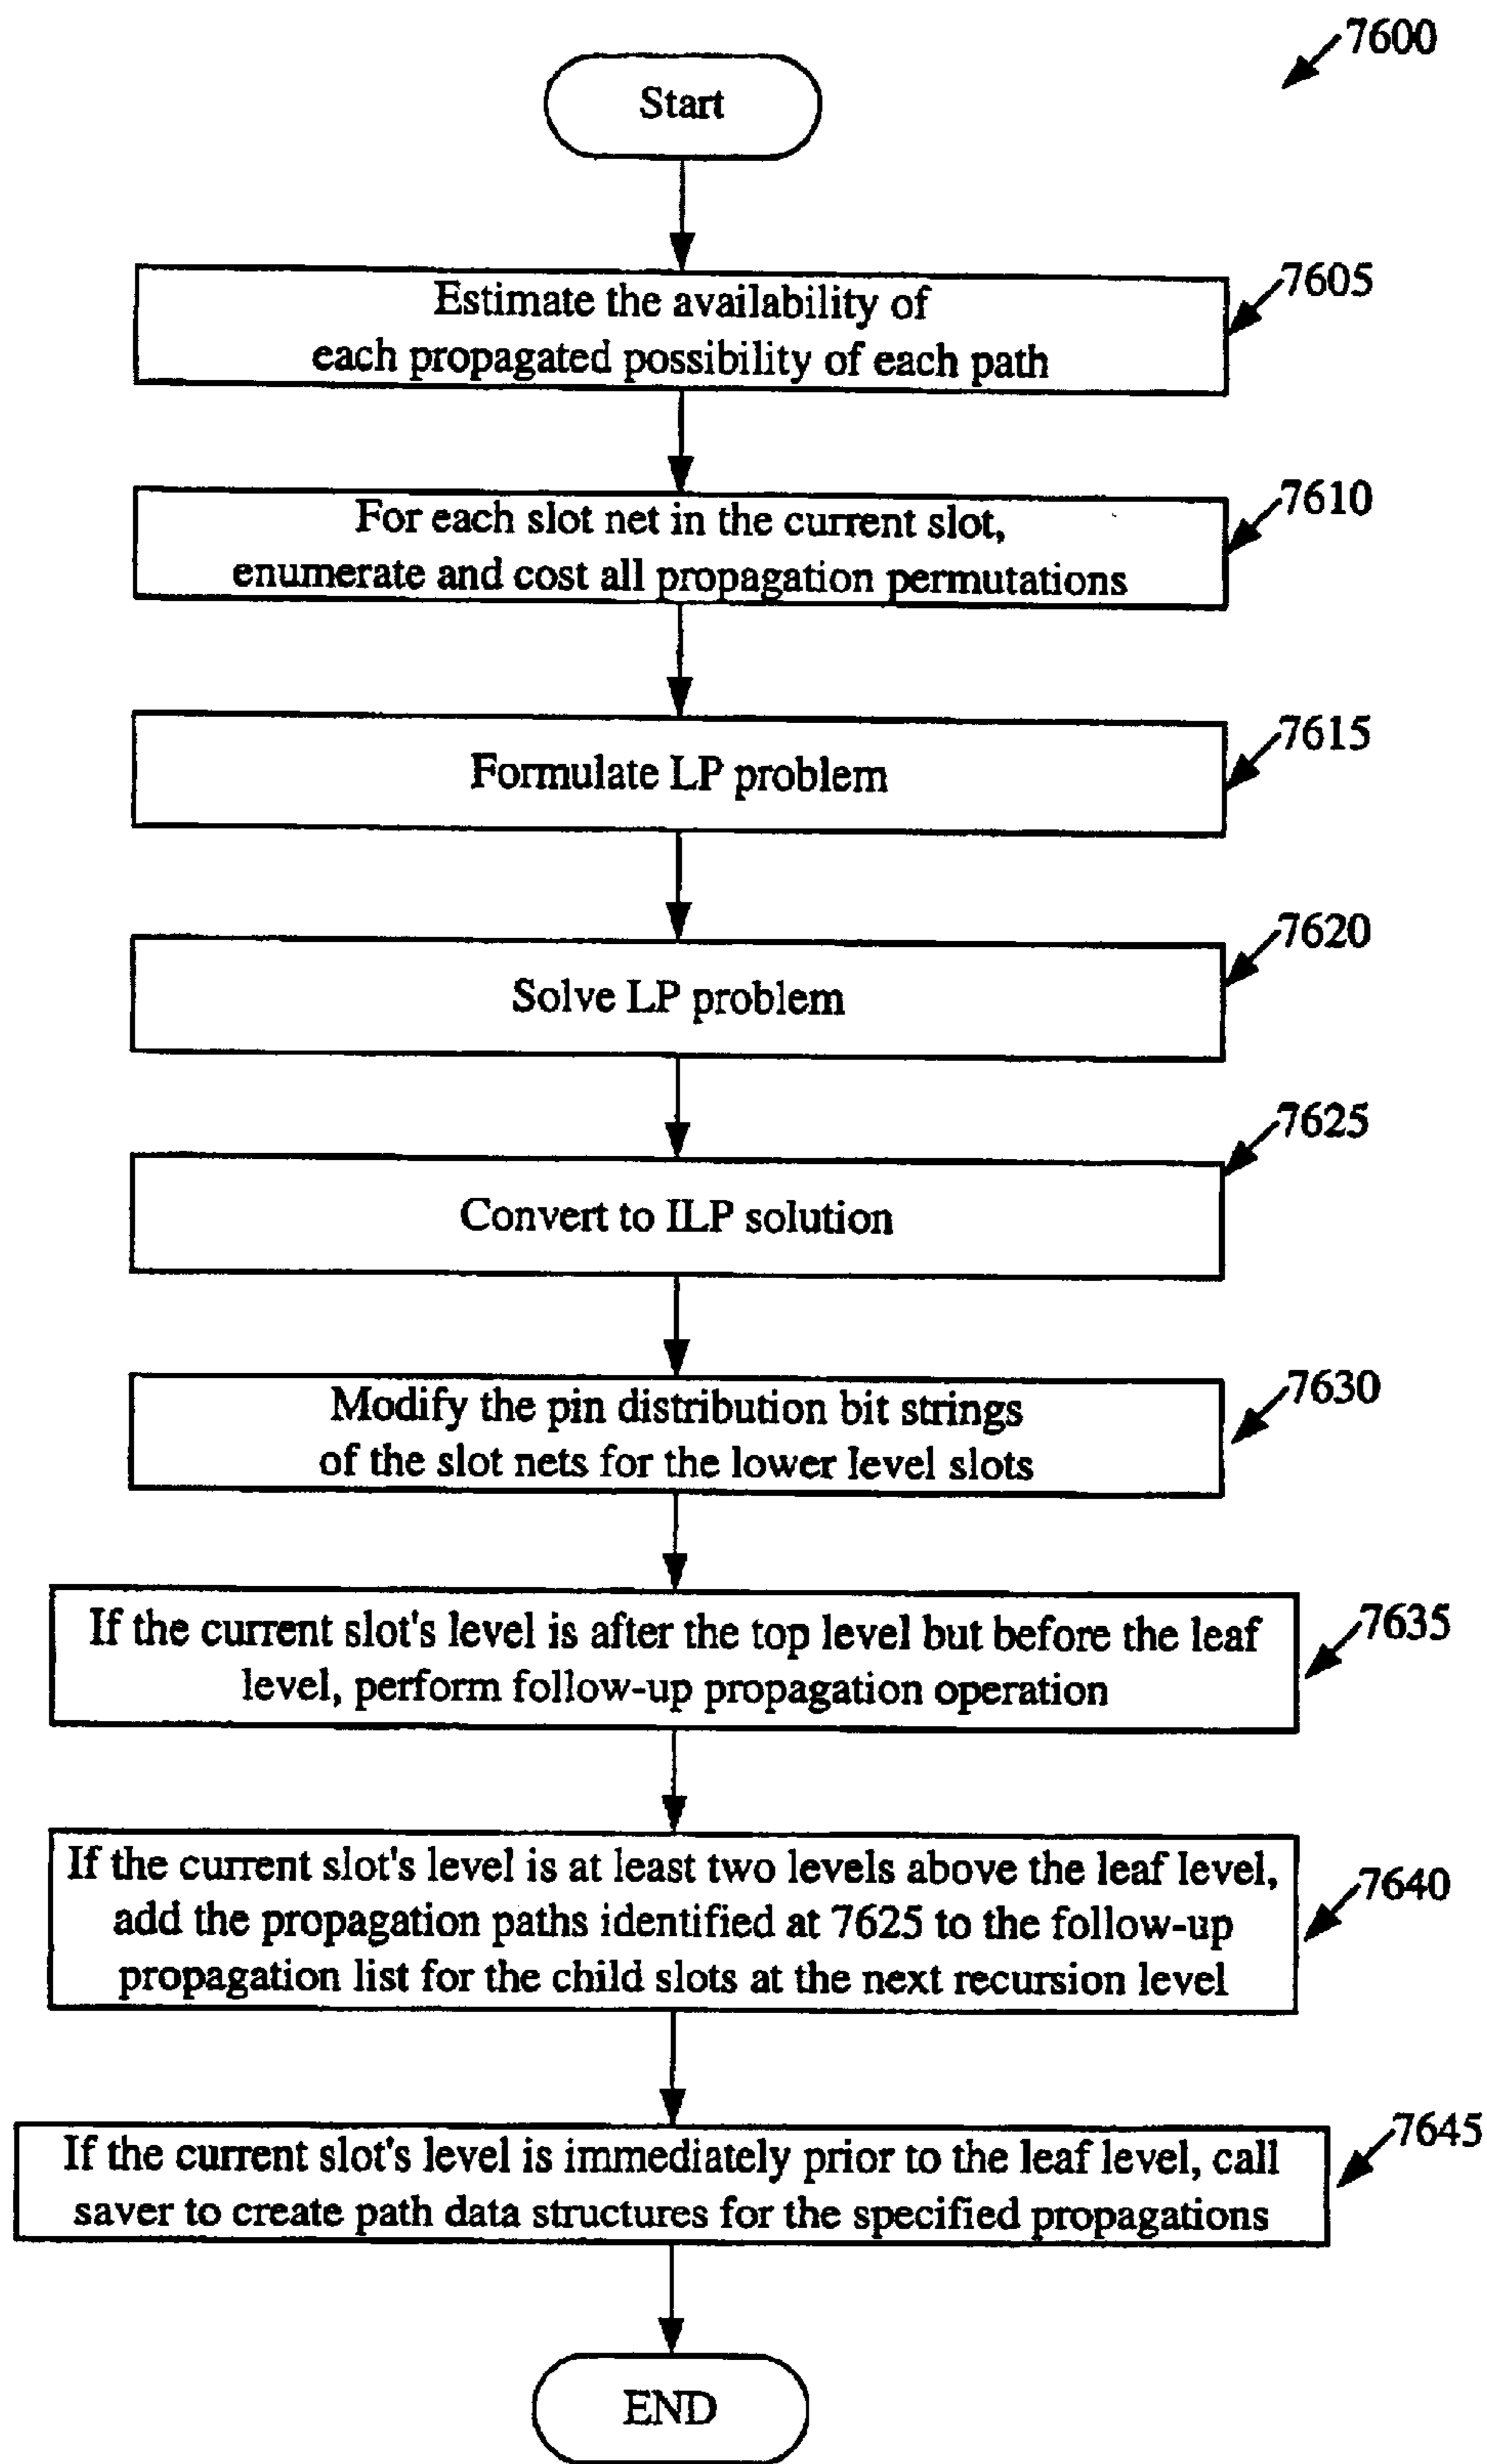 7600
Start
Estimate the availability of
each propagated possibility of each path
7605
For each slot net in the current slot,
enumerate and cost all propagation permutations
7610
Formulate LP problem
7615
Solve LP problem
7620
Convert to ILP solution
7625
Modify the pin distribution bit strings
of the slot nets for the lower level slots
7630
If the current slot's level is after the top level but before the leaf
level, perform follow-up propagation operation
7635
If the current slot's level is at least two levels above the leaf level,
add the propagation paths identified at 7625 to the follow-up
propagation list for the child slots at the next recursion level
7640
If the current slot's level is immediately prior to the leaf level, call
saver to create path data structures for the specified propagations
7645
END